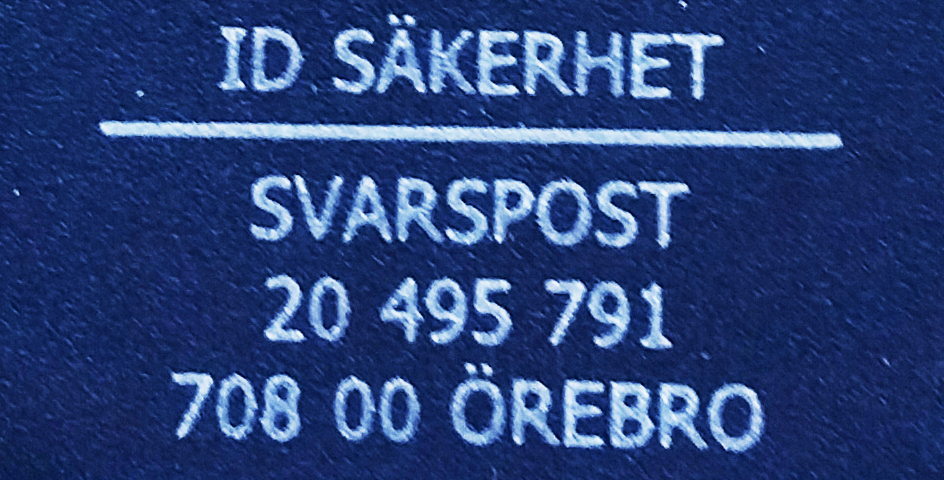 ID SÄKERHET
SVARSPOST
20 495 791
708 00 ÖREBRO